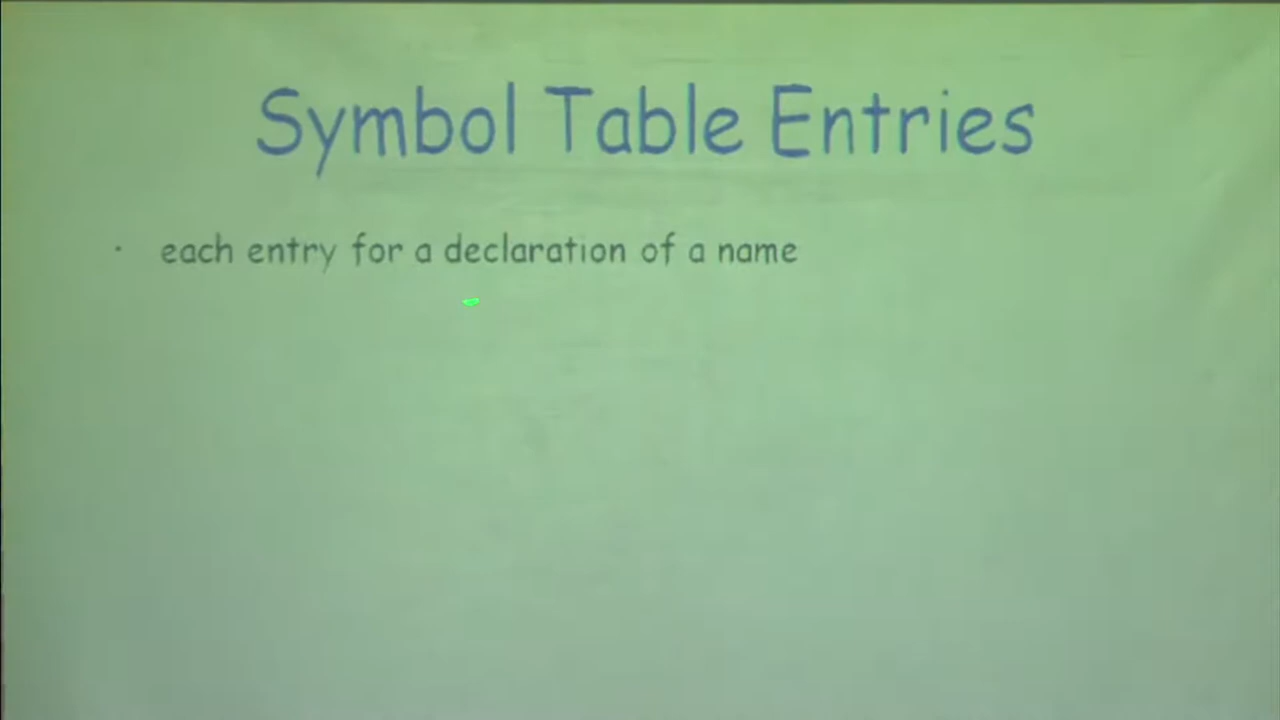 Symbol Table Entries
· each entry for a declaration of a name